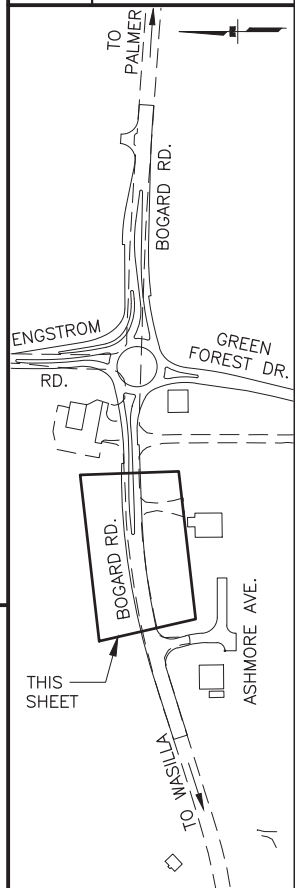 TO
PALMER
BOGARD RD.
ENGSTROM
RD.
GREEN
FOREST DR.
BOGARD RD.
THIS
SHEET
ASHMORE AVE.
TO WASILLA